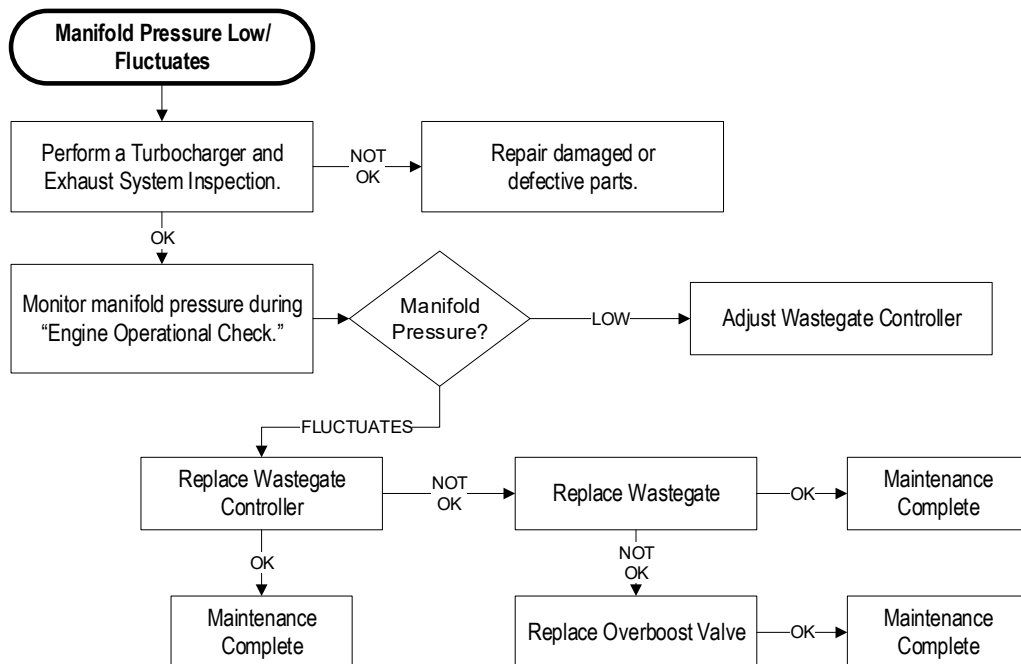 Manifold Pressure Low/
Fluctuates
Perform a Turbocharger and
Exhaust System Inspection.
NOT
OK
Repair damaged or
defective parts.
OK
Monitor manifold pressure during
“Engine Operational Check.”
Manifold
Pressure?
LOW
Adjust Wastegate Controller
FLUCTUATES
Replace Wastegate
Controller
NOT
OK
Replace Wastegate
OK
Maintenance
Complete
OK
NOT
OK
Maintenance
Complete
Replace Overboost Valve
OK
Maintenance
Complete